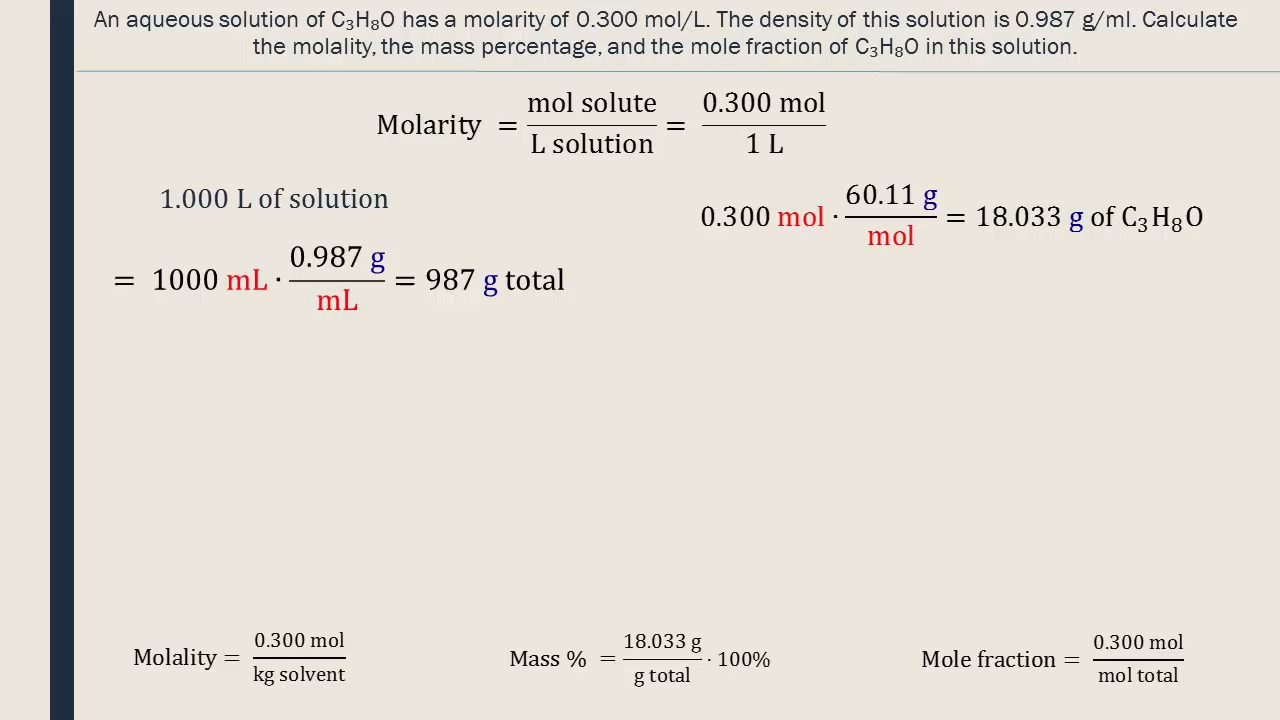 An aqueous solution of C₃H₈O has a molarity of 0.300 mol/L. The density of this solution is 0.987 g/ml. Calculate
the molality, the mass percentage, and the mole fraction of C₃H₈O in this solution.
Molarity = mol solute / L solution = 0.300 mol / 1 L
1.000 L of solution
= 1000 mL · 0.987 g / mL = 987 g total
0.300 mol · 60.11 g / mol = 18.033 g of C₃H₈O
Molality = 0.300 mol / kg solvent
Mass % = 18.033 g / g total · 100%
Mole fraction = 0.300 mol / mol total